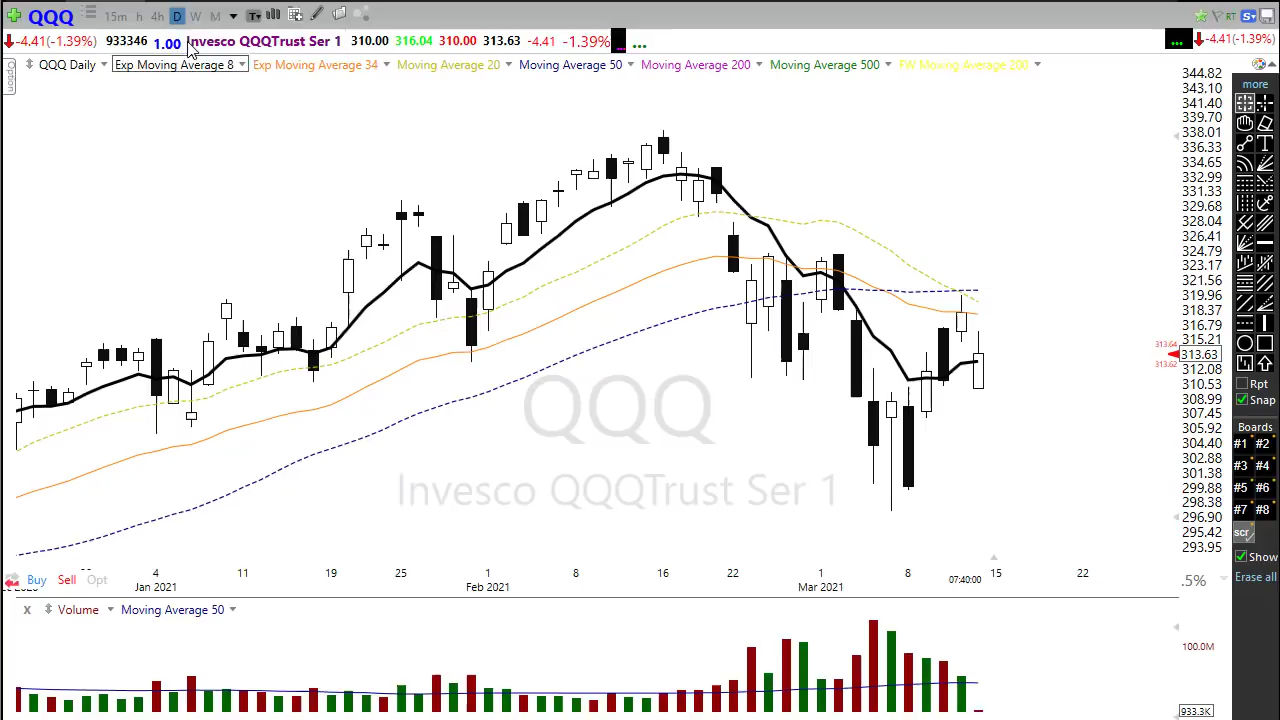 QQQ 15m h 4h D W M T
-4.41(-1.39%) 933346 1.00 Invesco QQQTrust Ser 1 310.00 316.04 310.00 313.63 -4.41 -1.39% ... ... ... -4.41(-1.39%)
RT S
Option
QQQ Daily Exp Moving Average 8 Exp Moving Average 34 Moving Average 20 Moving Average 50 Moving Average 200 Moving Average 500 FW Moving Average 200
344.82
343.10
341.40
339.70
338.01
336.33
334.65
332.99
331.33
329.68
328.04
326.41
324.79
323.17
321.56
319.96
318.37
316.79
315.21
313.64
313.63
313.62
312.08
310.53
308.99
307.45
305.92
304.40
302.88
301.38
299.88
298.38
296.90
295.42
293.95
more
T
Rpt
Snap
Boards
#1 #2
#3 #4
#5 #6
#7 #8
scr
Show
Erase all
QQQ
Invesco QQQTrust Ser 1
4 11 19 25 1 8 16 22 1 8 07:40:00 15 22
Jan 2021 Feb 2021 Mar 2021
Buy Sell Opt
.5%
X Volume Moving Average 50
100.0M
933.3K